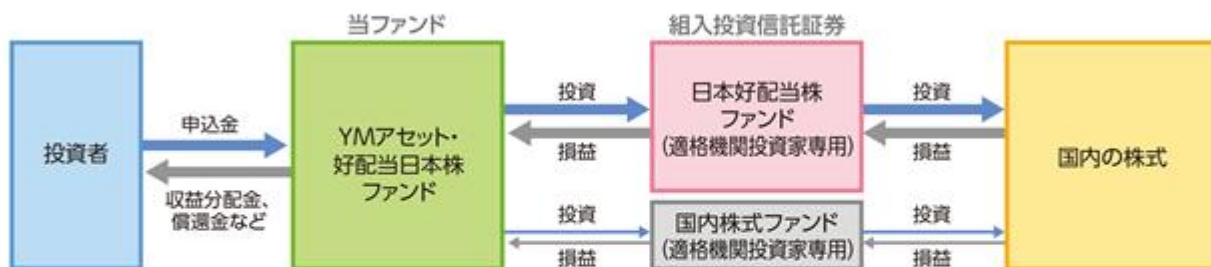 当ファンド
組入投資信託証券
投資者
申込金
収益分配金、
償還金など
YMアセット・
好配当日本株
ファンド
投資
損益
日本好配当株
ファンド
(適格機関投資家専用)
投資
損益
国内の株式
投資
損益
国内株式ファンド
(適格機関投資家専用)
投資
損益